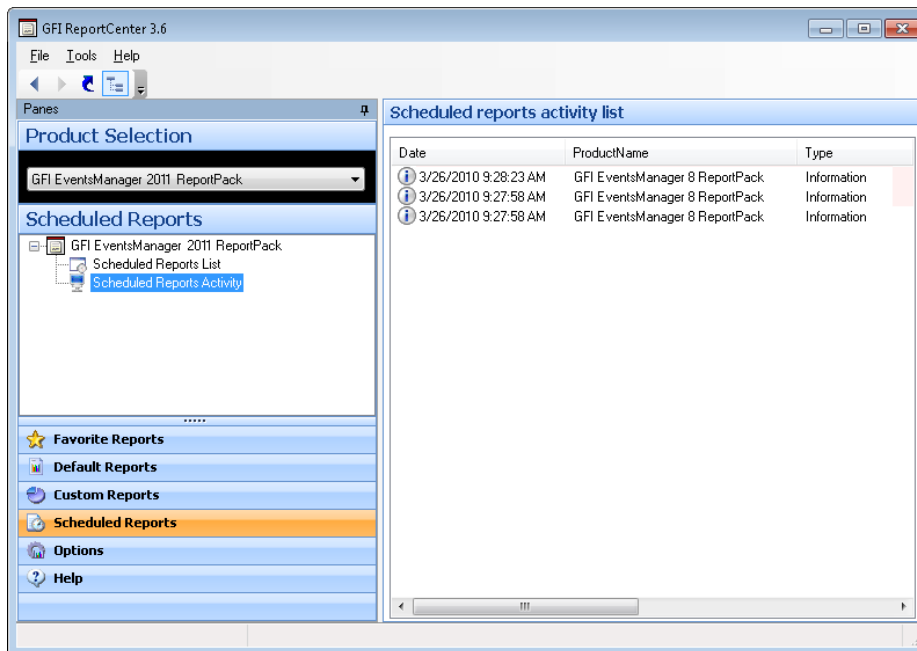 GFI ReportCenter 3.6
File Tools Help
Panes
Product Selection
GFI EventsManager 2011 ReportPack
Scheduled Reports
GFI EventsManager 2011 ReportPack
Scheduled Reports List
Scheduled Reports Activity
Favorite Reports
Default Reports
Custom Reports
Scheduled Reports
Options
Help
Scheduled reports activity list
Date ProductName Type
3/26/2010 9:28:23 AM GFI EventsManager 8 ReportPack Information
3/26/2010 9:27:58 AM GFI EventsManager 8 ReportPack Information
3/26/2010 9:27:58 AM GFI EventsManager 8 ReportPack Information